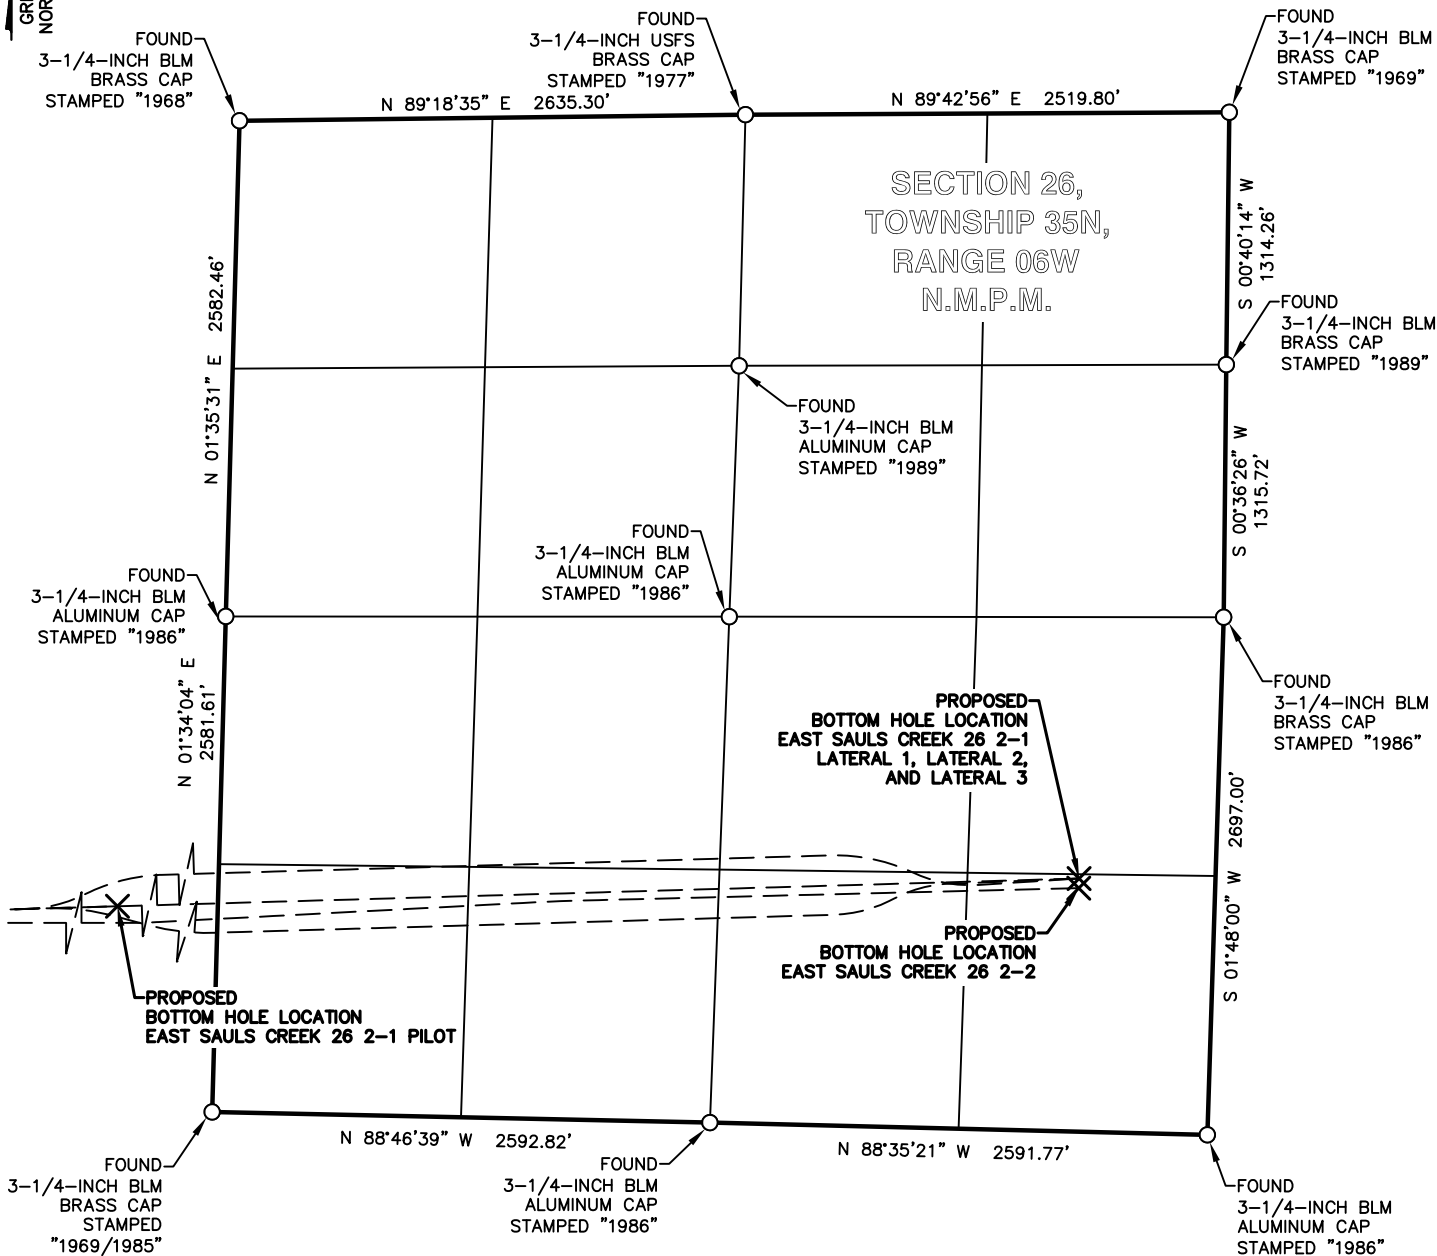 GRI
NOR
FOUND
3-1/4-INCH BLM
BRASS CAP
STAMPED "1968"
FOUND
3-1/4-INCH USFS
BRASS CAP
STAMPED "1977"
FOUND
3-1/4-INCH BLM
BRASS CAP
STAMPED "1969"
N 89°18'35" E 2635.30'
N 89°42'56" E 2519.80'
SECTION 26,
TOWNSHIP 35N,
RANGE 06W
N.M.P.M.
S 00°40'14" W
1314.26'
N 01°35'31" E 2582.46'
FOUND
3-1/4-INCH BLM
BRASS CAP
STAMPED "1989"
FOUND
3-1/4-INCH BLM
ALUMINUM CAP
STAMPED "1989"
S 00°36'26" W
1315.72'
FOUND
3-1/4-INCH BLM
ALUMINUM CAP
STAMPED "1986"
FOUND
3-1/4-INCH BLM
ALUMINUM CAP
STAMPED "1986"
N 01°34'04" E
2581.61'
FOUND
3-1/4-INCH BLM
BRASS CAP
STAMPED "1986"
PROPOSED
BOTTOM HOLE LOCATION
EAST SAULS CREEK 26 2-1
LATERAL 1, LATERAL 2,
AND LATERAL 3
S 01°48'00" W 2697.00'
PROPOSED
BOTTOM HOLE LOCATION
EAST SAULS CREEK 26 2-2
PROPOSED
BOTTOM HOLE LOCATION
EAST SAULS CREEK 26 2-1 PILOT
N 88°46'39" W 2592.82'
N 88°35'21" W 2591.77'
FOUND
3-1/4-INCH BLM
BRASS CAP
STAMPED
"1969/1985"
FOUND
3-1/4-INCH BLM
ALUMINUM CAP
STAMPED "1986"
FOUND
3-1/4-INCH BLM
ALUMINUM CAP
STAMPED "1986"